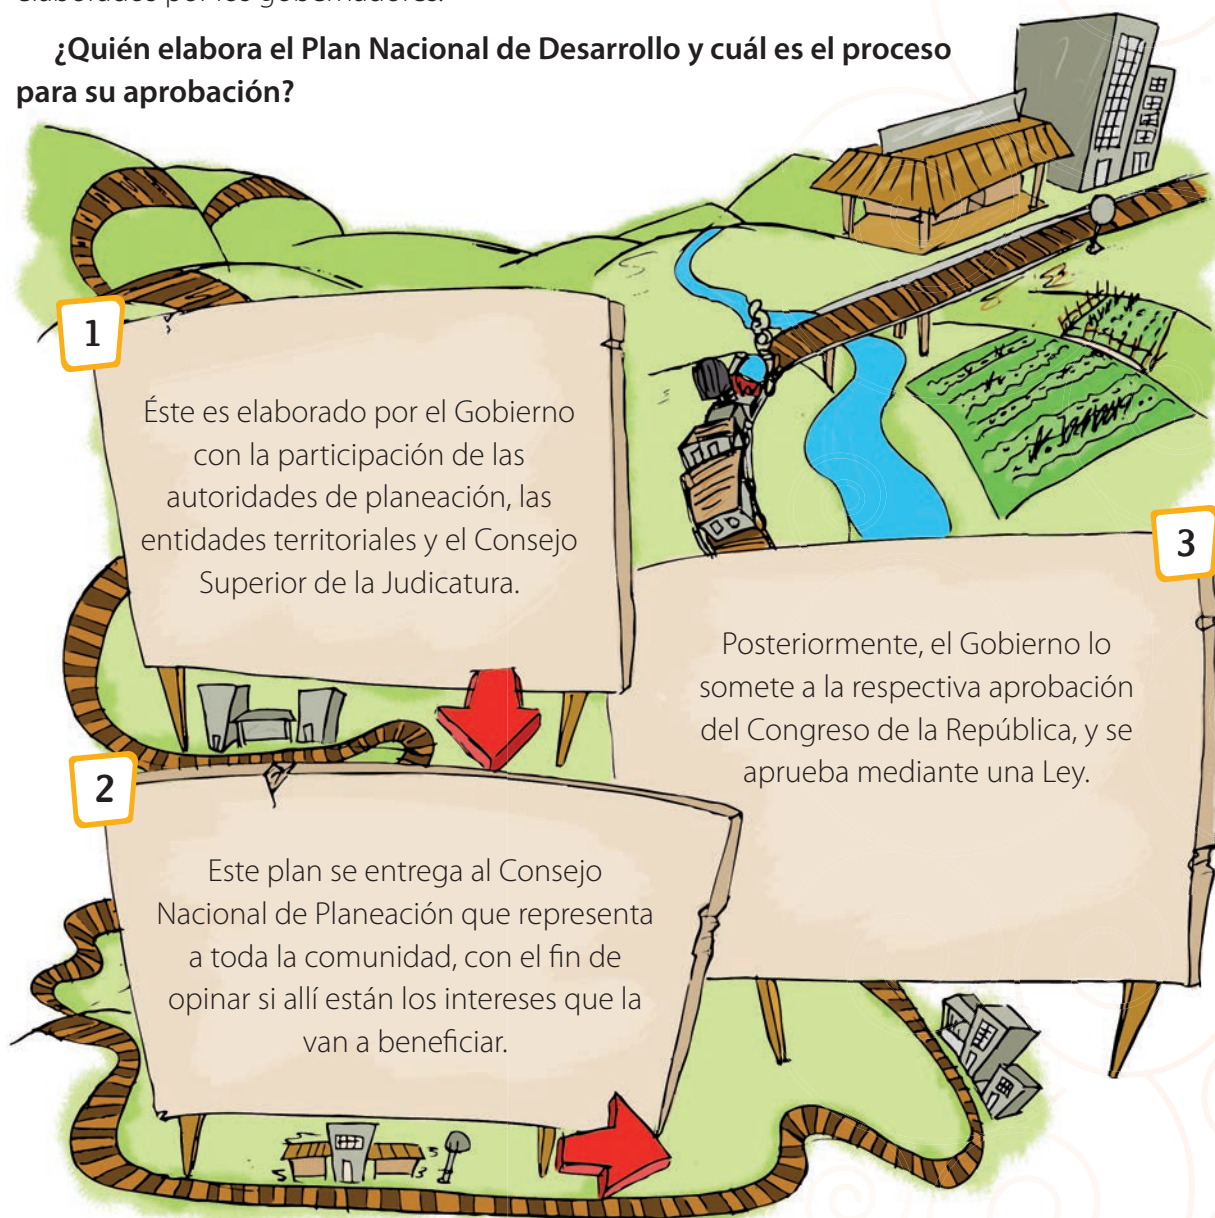 elaborados por los gobernadores.
¿Quién elabora el Plan Nacional de Desarrollo y cuál es el proceso
para su aprobación?
1
Éste es elaborado por el Gobierno
con la participación de las
autoridades de planeación, las
entidades territoriales y el Consejo
Superior de la Judicatura.
2
Este plan se entrega al Consejo
Nacional de Planeación que representa
a toda la comunidad, con el fin de
opinar si allí están los intereses que la
van a beneficiar.
3
Posteriormente, el Gobierno lo
somete a la respectiva aprobación
del Congreso de la República, y se
aprueba mediante una Ley.